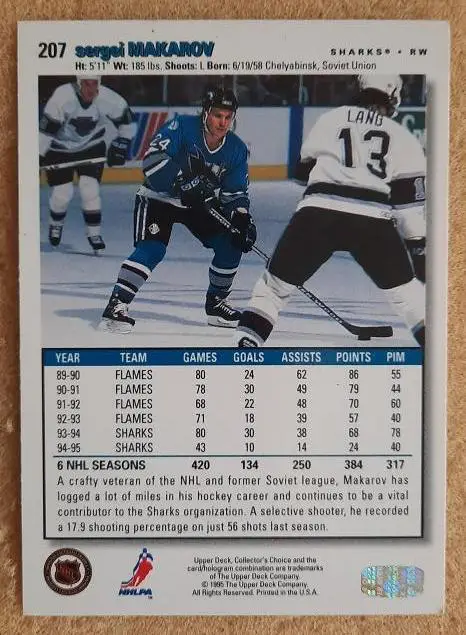 207 sergei MAKAROV SHARKS® • RW
Ht: 5'11" Wt: 185 lbs. Shoots: L Born: 6/19/58 Chelyabinsk, Soviet Union
LANG
13
24
YEAR TEAM GAMES GOALS ASSISTS POINTS PIM
89-90 FLAMES 80 24 62 86 55
90-91 FLAMES 78 30 49 79 44
91-92 FLAMES 68 22 48 70 60
92-93 FLAMES 71 18 39 57 40
93-94 SHARKS 80 30 38 68 78
94-95 SHARKS 43 10 14 24 40
6 NHL SEASONS 420 134 250 384 317
A crafty veteran of the NHL and former Soviet league, Makarov has
logged a lot of miles in his hockey career and continues to be a vital
contributor to the Sharks organization. A selective shooter, he recorded
a 17.9 shooting percentage on just 56 shots last season.
NHL
NHLPA™
Upper Deck, Collector's Choice and the
card/hologram combination are trademarks
of The Upper Deck Company.
© 1995 The Upper Deck Company.
All Rights Reserved. Printed in the U.S.A.